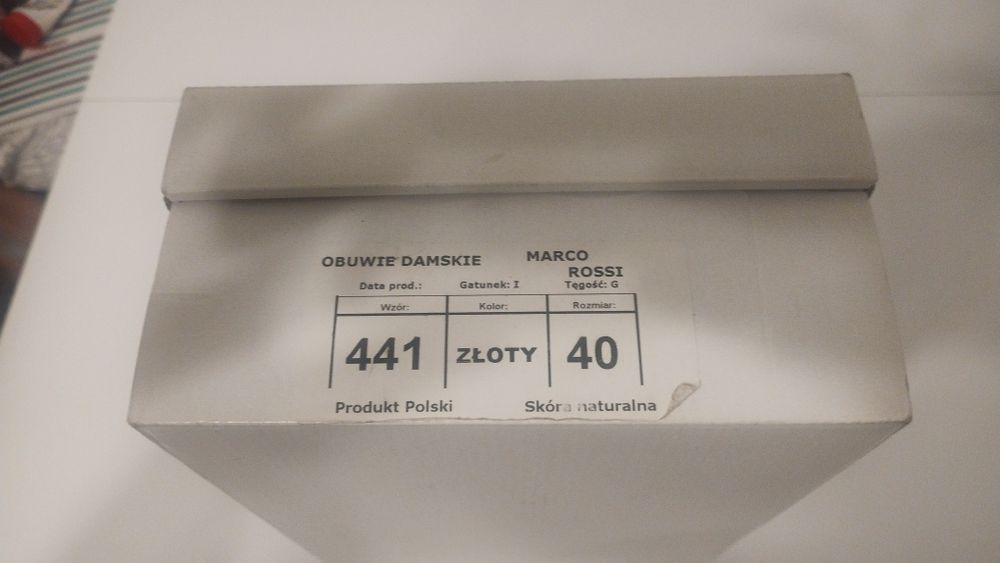 OBUWIE DAMSKIE MARCO
ROSSI
Data prod.: Gatunek: I Tęgość: G
Wzór: Kolor: Rozmiar:
441 ZŁOTY 40
Produkt Polski Skóra naturalna